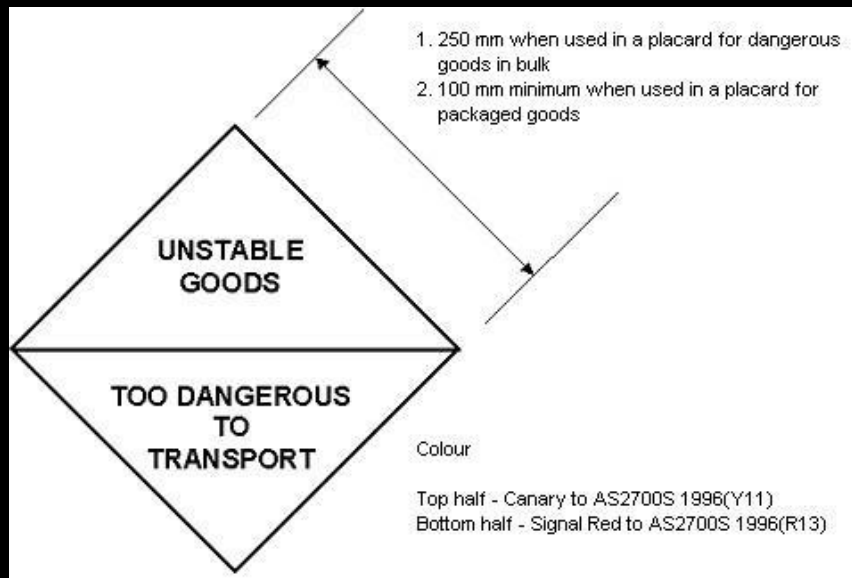 1. 250 mm when used in a placard for dangerous
goods in bulk
2. 100 mm minimum when used in a placard for
packaged goods
UNSTABLE
GOODS
TOO DANGEROUS
TO
TRANSPORT
Colour
Top half - Canary to AS2700S 1996(Y11)
Bottom half - Signal Red to AS2700S 1996(R13)